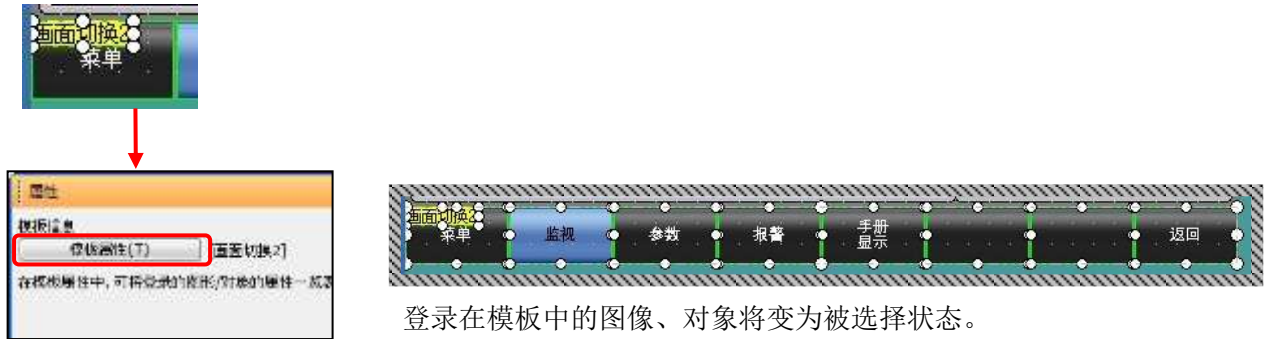 画面切换2
菜单
属性
模板信息
模板属性(T) [画面切换2]
在模板属性中,可将登录的图形/对象的属性一览表
画面切换2
菜单 监视 参数 报警 手册
显示 返回
登录在模板中的图像、对象将变为被选择状态。